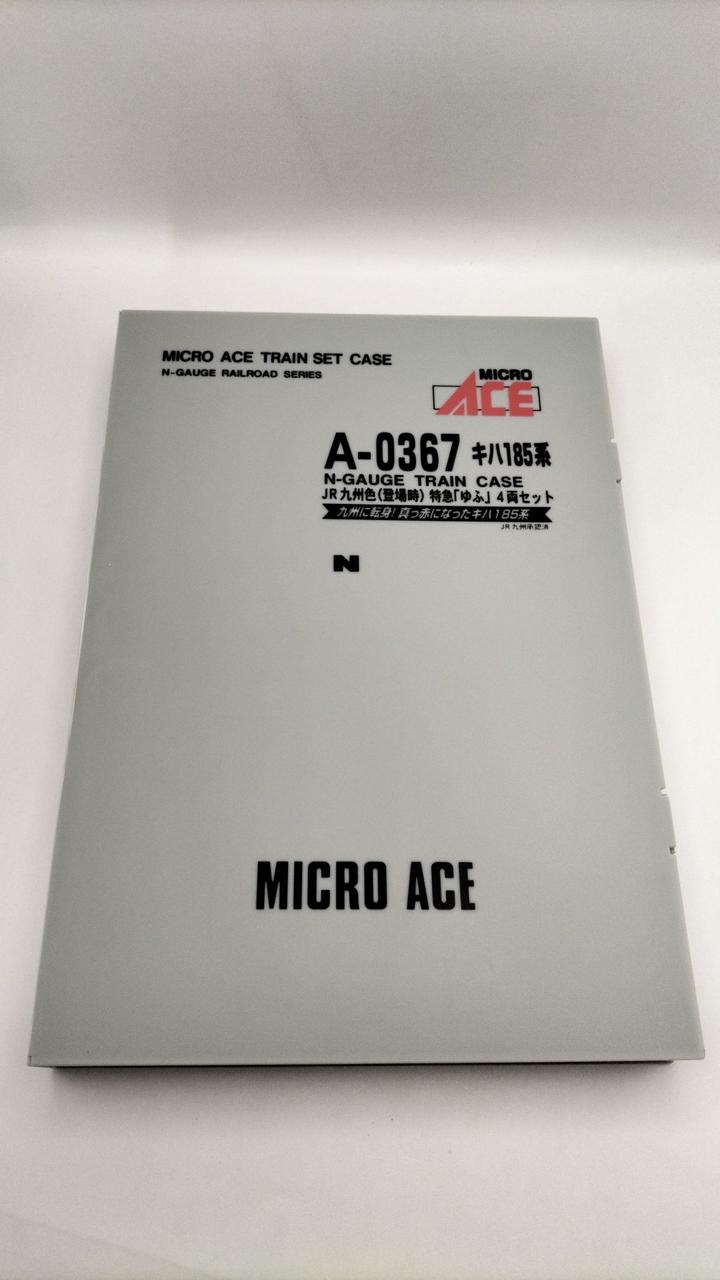 MICRO ACE TRAIN SET CASE
N-GAUGE RAILROAD SERIES
MICRO
ACE
A-0367 キハ185系
N-GAUGE TRAIN CASE
JR九州色(登場時) 特急「ゆふ」 4両セット
九州に転身! 真っ赤になったキハ185系
JR九州承認済
N
MICRO ACE